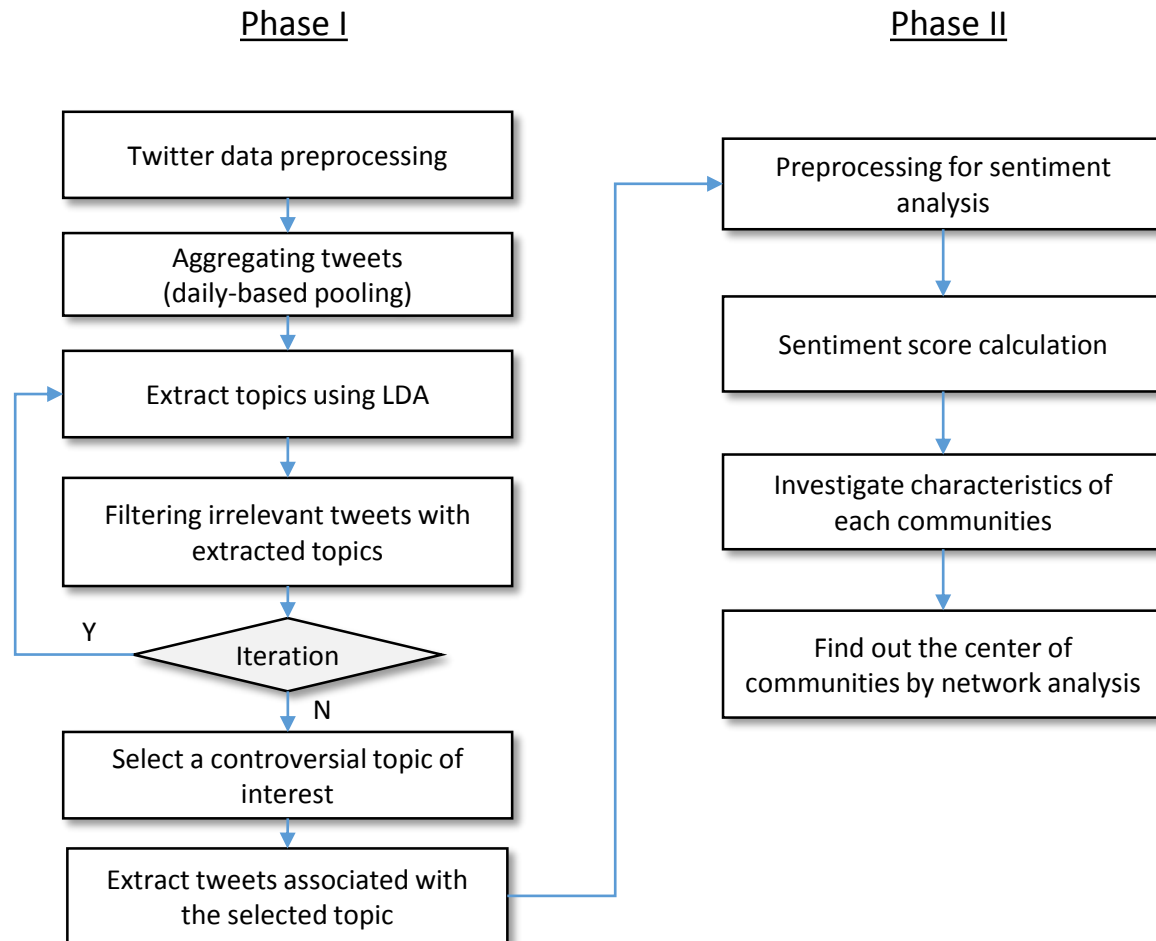 Phase I
Twitter data preprocessing
Aggregating tweets
(daily-based pooling)
Extract topics using LDA
Filtering irrelevant tweets with
extracted topics
Y
Iteration
N
Select a controversial topic of
interest
Extract tweets associated with
the selected topic
Phase II
Preprocessing for sentiment
analysis
Sentiment score calculation
Investigate characteristics of
each communities
Find out the center of
communities by network analysis